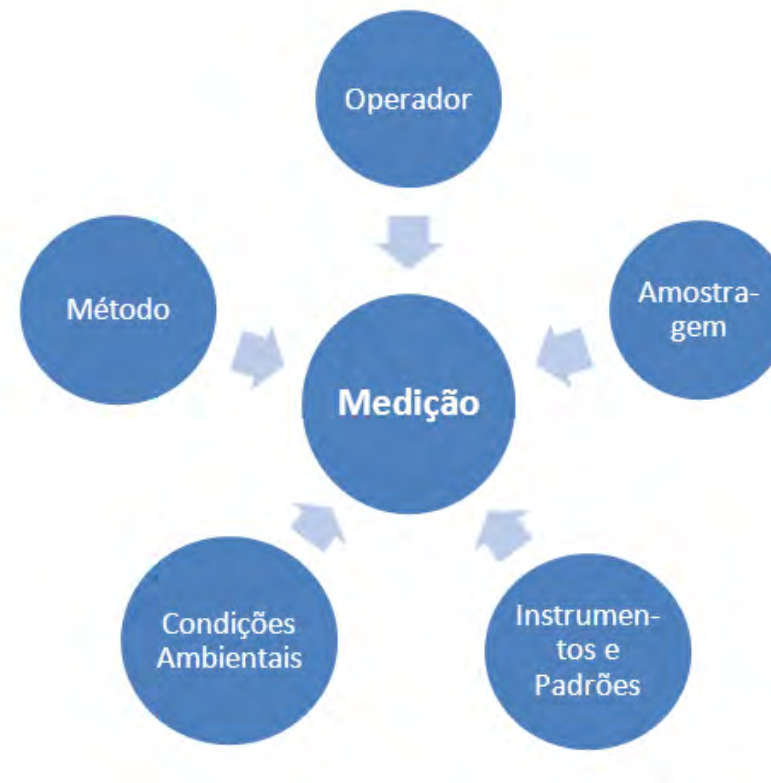 Operador
Método
Amostra-
gem
Medição
Condições
Ambientais
Instrumen-
tos e
Padrões